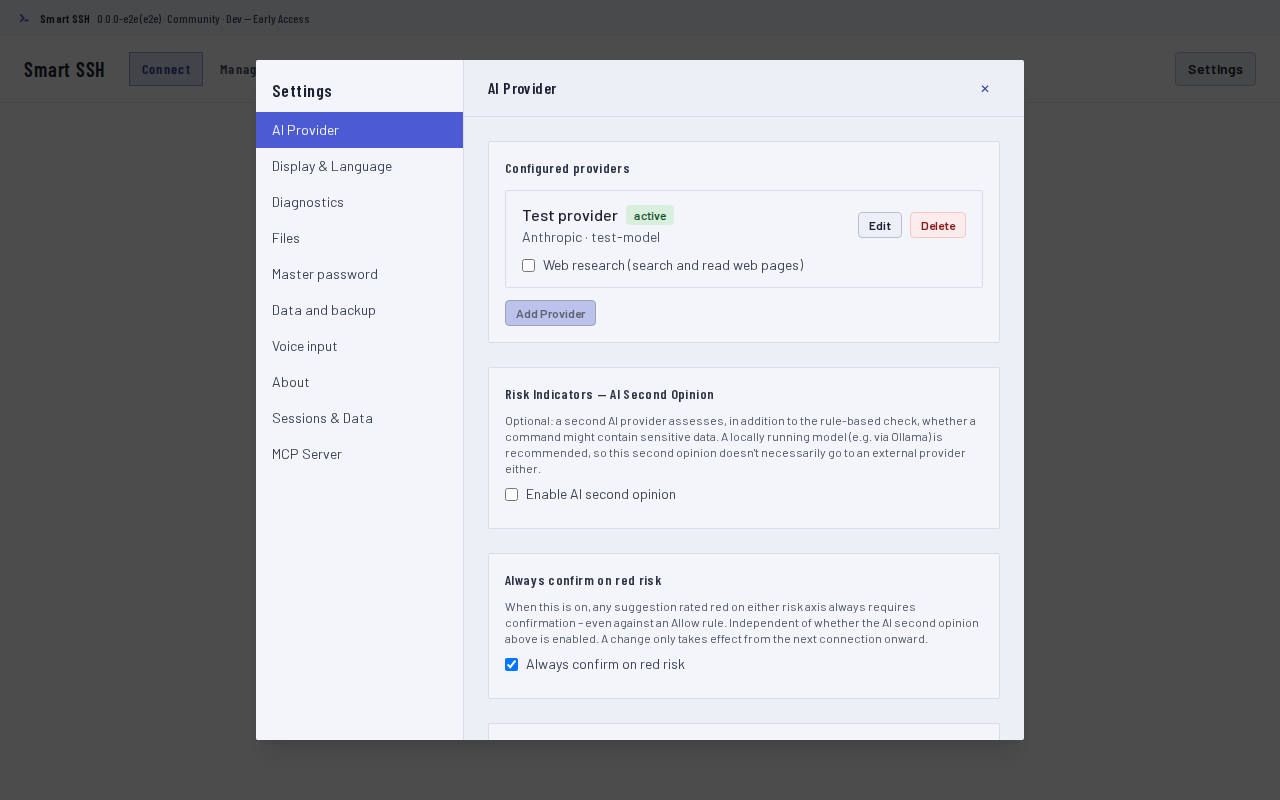 Smart SSH 0.0.0-e2e (e2e) · Community · Dev — Early Access
Smart SSH
Connect
Settings
Settings
AI Provider
Display & Language
Diagnostics
Files
Master password
Data and backup
Voice input
About
Sessions & Data
MCP Server
AI Provider
×
Configured providers
Test provider active
Anthropic · test-model
Edit
Delete
Web research (search and read web pages)
Add Provider
Risk Indicators — AI Second Opinion
Optional: a second AI provider assesses, in addition to the rule-based check, whether a
command might contain sensitive data. A locally running model (e.g. via Ollama) is
recommended, so this second opinion doesn't necessarily go to an external provider
either.
Enable AI second opinion
Always confirm on red risk
When this is on, any suggestion rated red on either risk axis always requires
confirmation – even against an Allow rule. Independent of whether the AI second opinion
above is enabled. A change only takes effect from the next connection onward.
Always confirm on red risk